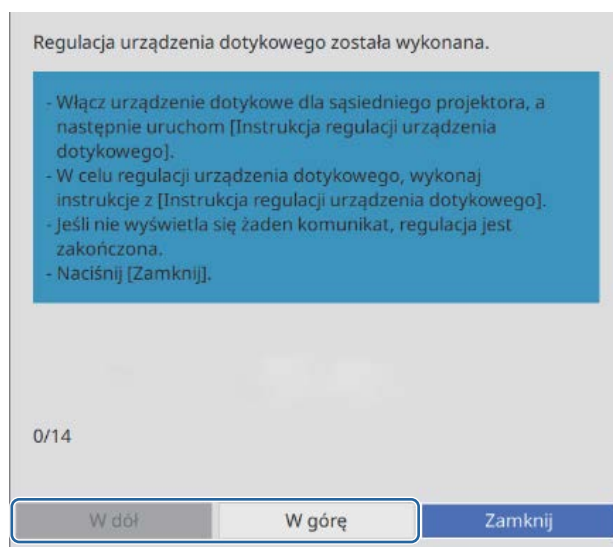 Regulacja urządzenia dotykowego została wykonana.
- Włącz urządzenie dotykowe dla sąsiedniego projektora, a
następnie uruchom [Instrukcja regulacji urządzenia
dotykowego].
- W celu regulacji urządzenia dotykowego, wykonaj
instrukcje z [Instrukcja regulacji urządzenia dotykowego].
- Jeśli nie wyświetla się żaden komunikat, regulacja jest
zakończona.
- Naciśnij [Zamknij].
0/14
W dół W górę Zamknij